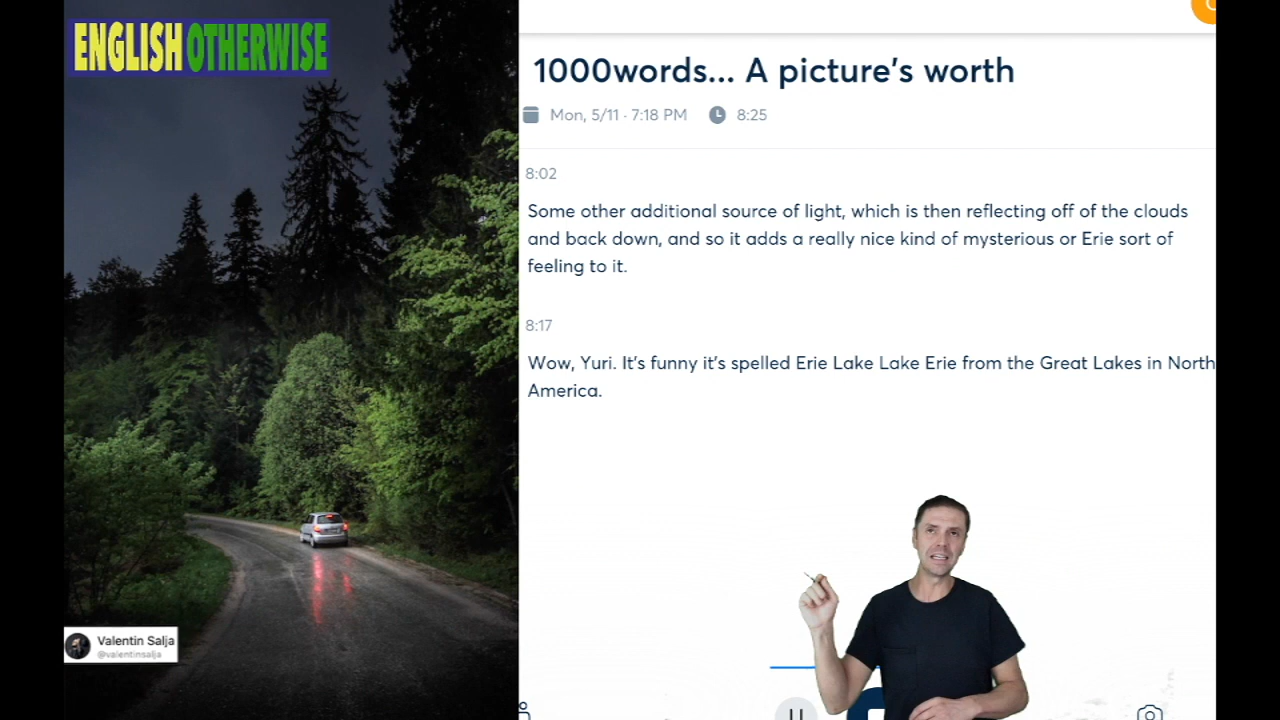 ENGLISH OTHERWISE
1000words... A picture's worth
Mon, 5/11 · 7:18 PM 8:25
8:02
Some other additional source of light, which is then reflecting off of the clouds
and back down, and so it adds a really nice kind of mysterious or Erie sort of
feeling to it.
8:17
Wow, Yuri. It's funny it's spelled Erie Lake Lake Erie from the Great Lakes in North
America.
Valentin Salja
@valentinsalja